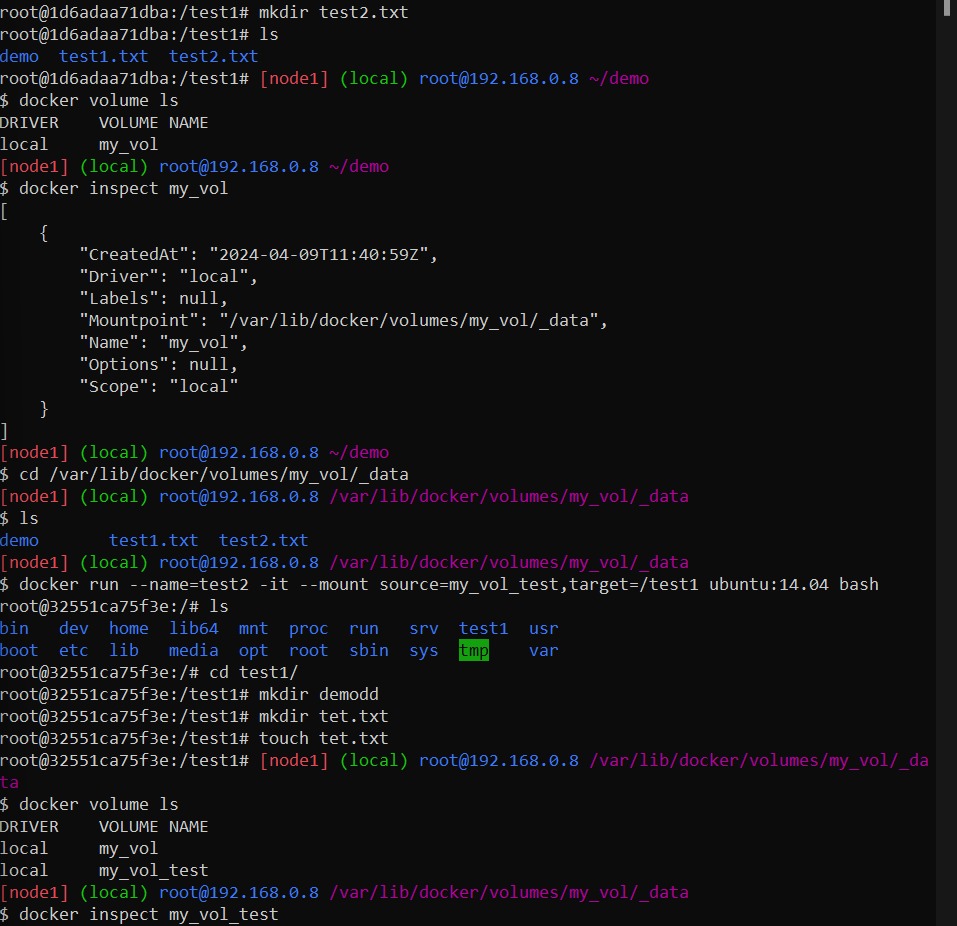 root@1d6adaa71dba:/test1# mkdir test2.txt
root@1d6adaa71dba:/test1# ls
demo  test1.txt  test2.txt
root@1d6adaa71dba:/test1# [node1] (local) root@192.168.0.8 ~/demo
$ docker volume ls
DRIVER    VOLUME NAME
local     my_vol
[node1] (local) root@192.168.0.8 ~/demo
$ docker inspect my_vol
[
    {
        "CreatedAt": "2024-04-09T11:40:59Z",
        "Driver": "local",
        "Labels": null,
        "Mountpoint": "/var/lib/docker/volumes/my_vol/_data",
        "Name": "my_vol",
        "Options": null,
        "Scope": "local"
    }
]
[node1] (local) root@192.168.0.8 ~/demo
$ cd /var/lib/docker/volumes/my_vol/_data
[node1] (local) root@192.168.0.8 /var/lib/docker/volumes/my_vol/_data
$ ls
demo       test1.txt  test2.txt
[node1] (local) root@192.168.0.8 /var/lib/docker/volumes/my_vol/_data
$ docker run --name=test2 -it --mount source=my_vol_test,target=/test1 ubuntu:14.04 bash
root@32551ca75f3e:/# ls
bin   dev  home  lib64  mnt  proc  run   srv  test1  usr
boot  etc  lib   media  opt  root  sbin  sys  tmp    var
root@32551ca75f3e:/# cd test1/
root@32551ca75f3e:/test1# mkdir demodd
root@32551ca75f3e:/test1# mkdir tet.txt
root@32551ca75f3e:/test1# touch tet.txt
root@32551ca75f3e:/test1# [node1] (local) root@192.168.0.8 /var/lib/docker/volumes/my_vol/_da
ta
$ docker volume ls
DRIVER    VOLUME NAME
local     my_vol
local     my_vol_test
[node1] (local) root@192.168.0.8 /var/lib/docker/volumes/my_vol/_data
$ docker inspect my_vol_test